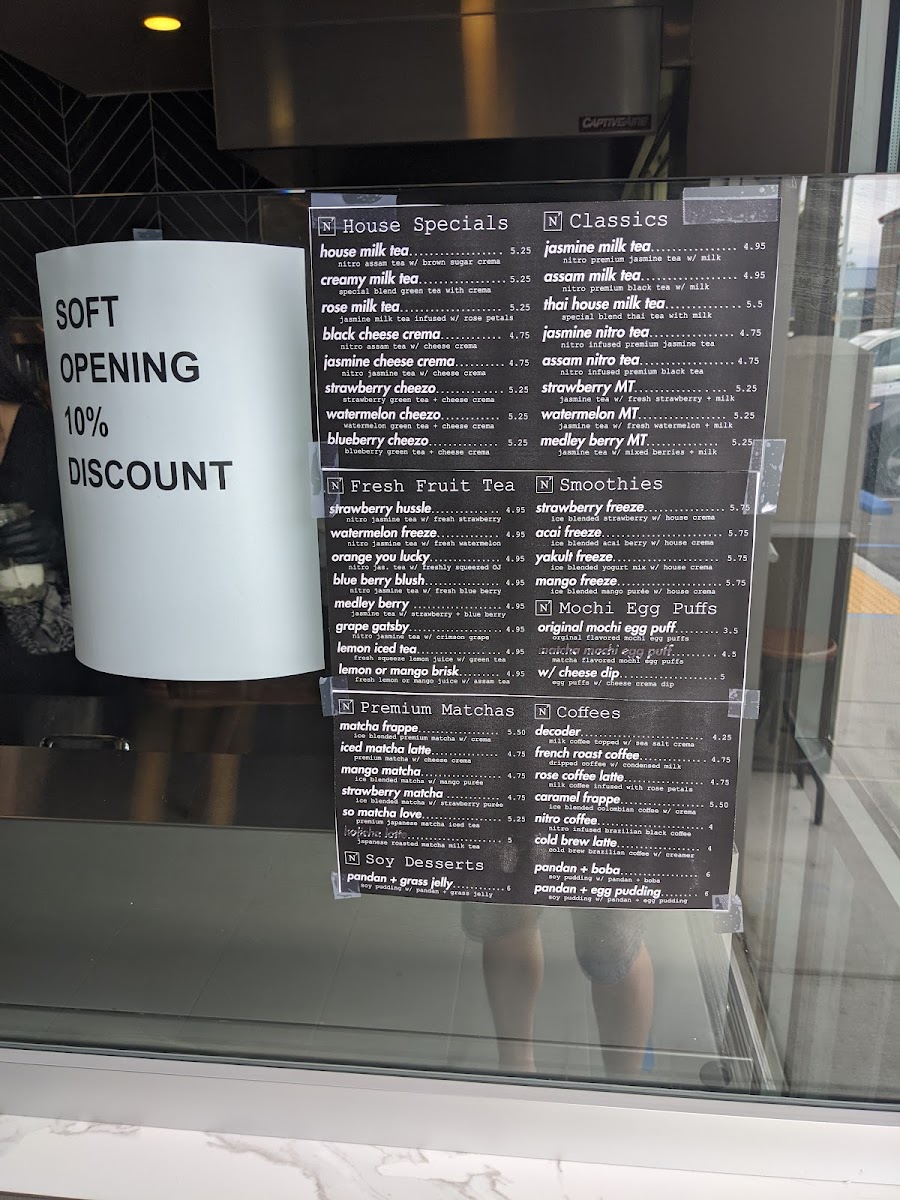 CAPTIVEAIRE
SOFT
OPENING
10%
DISCOUNT
N House Specials
house milk tea........................ 5.25
nitro assam tea w/ brown sugar crema
creamy milk tea........................ 5.25
special blend green tea with crema
rose milk tea........................ 5.25
jasmine milk tea infused w/ rose petals
black cheese crema............... 4.75
nitro assam tea w/ cheese crema
jasmine cheese crema............ 4.75
nitro jasmine tea w/ cheese crema
strawberry cheezo.................. 5.25
strawberry green tea + cheese crema
watermelon cheezo................ 5.25
watermelon green tea + cheese crema
blueberry cheezo................... 5.25
blueberry green tea + cheese crema
N Classics
jasmine milk tea.................... 4.95
nitro premium jasmine tea w/ milk
assam milk tea...................... 4.95
nitro premium black tea w/ milk
thai house milk tea................ 5.5
special blend thai tea with milk
jasmine nitro tea................... 4.75
nitro infused premium jasmine tea
assam nitro tea..................... 4.75
nitro infused premium black tea
strawberry MT....................... 5.25
jasmine tea w/ fresh strawberry + milk
watermelon MT..................... 5.25
jasmine tea w/ fresh watermelon + milk
medley berry MT................... 5.25
jasmine tea w/ mixed berries + milk
N Fresh Fruit Tea
strawberry hussle.................. 4.95
nitro jasmine tea w/ fresh strawberry
watermelon freeze................. 4.95
nitro jasmine tea w/ fresh watermelon
orange you lucky................... 4.95
nitro jas. tea w/ freshly squeezed OJ
blue berry blush................... 4.95
nitro jasmine tea w/ fresh blue berry
medley berry ....................... 4.95
jasmine tea w/ strawberry + blue berry
grape gatsby........................ 4.95
nitro jasmine tea w/ crimson grape
lemon iced tea..................... 4.95
fresh squeeze lemon juice w/ green tea
lemon or mango brisk............ 4.95
fresh lemon or mango juice w/ assam tea
N Smoothies
strawberry freeze.................. 5.75
ice blended strawberry w/ house crema
acai freeze.......................... 5.75
ice blended acai berry w/ house crema
yakult freeze........................ 5.75
ice blended yogurt mix w/ house crema
mango freeze....................... 5.75
ice blended mango purée w/ house crema
N Mochi Egg Puffs
original mochi egg puff......... 3.5
orginal flavored mochi egg puffs
matcha mochi egg puff.......... 4.5
matcha flavored mochi egg puffs
w/ cheese dip...................... 5
egg puffs w/ cheese crema dip
N Premium Matchas
matcha frappe..................... 5.50
ice blended premium matcha w/ crema
iced matcha latte.................. 4.75
premium matcha w/ cheese crema
mango matcha.................... 4.75
ice blended matcha w/ mango purée
strawberry matcha................ 4.75
ice blended matcha w/ strawberry purée
so matcha love.................... 5.25
premium japanese matcha iced tea
hojicha latte........................ 5
japanese roasted matcha milk tea
N Soy Desserts
pandan + grass jelly............. 6
soy pudding w/ pandan + grass jelly
N Coffees
decoder............................. 4.25
milk coffee topped w/ sea salt crema
french roast coffee............... 4.75
dripped coffee w/ condensed milk
rose coffee latte.................. 4.75
milk coffee infused with rose petals
caramel frappe................... 5.50
ice blended colombian coffee w/ crema
nitro coffee........................ 4
nitro infused brazilian black coffee
cold brew latte................... 4
cold brew brazilian coffee w/ creamer
pandan + boba.................... 6
soy pudding w/ pandan + boba
pandan + egg pudding......... 6
soy pudding w/ pandan + egg pudding